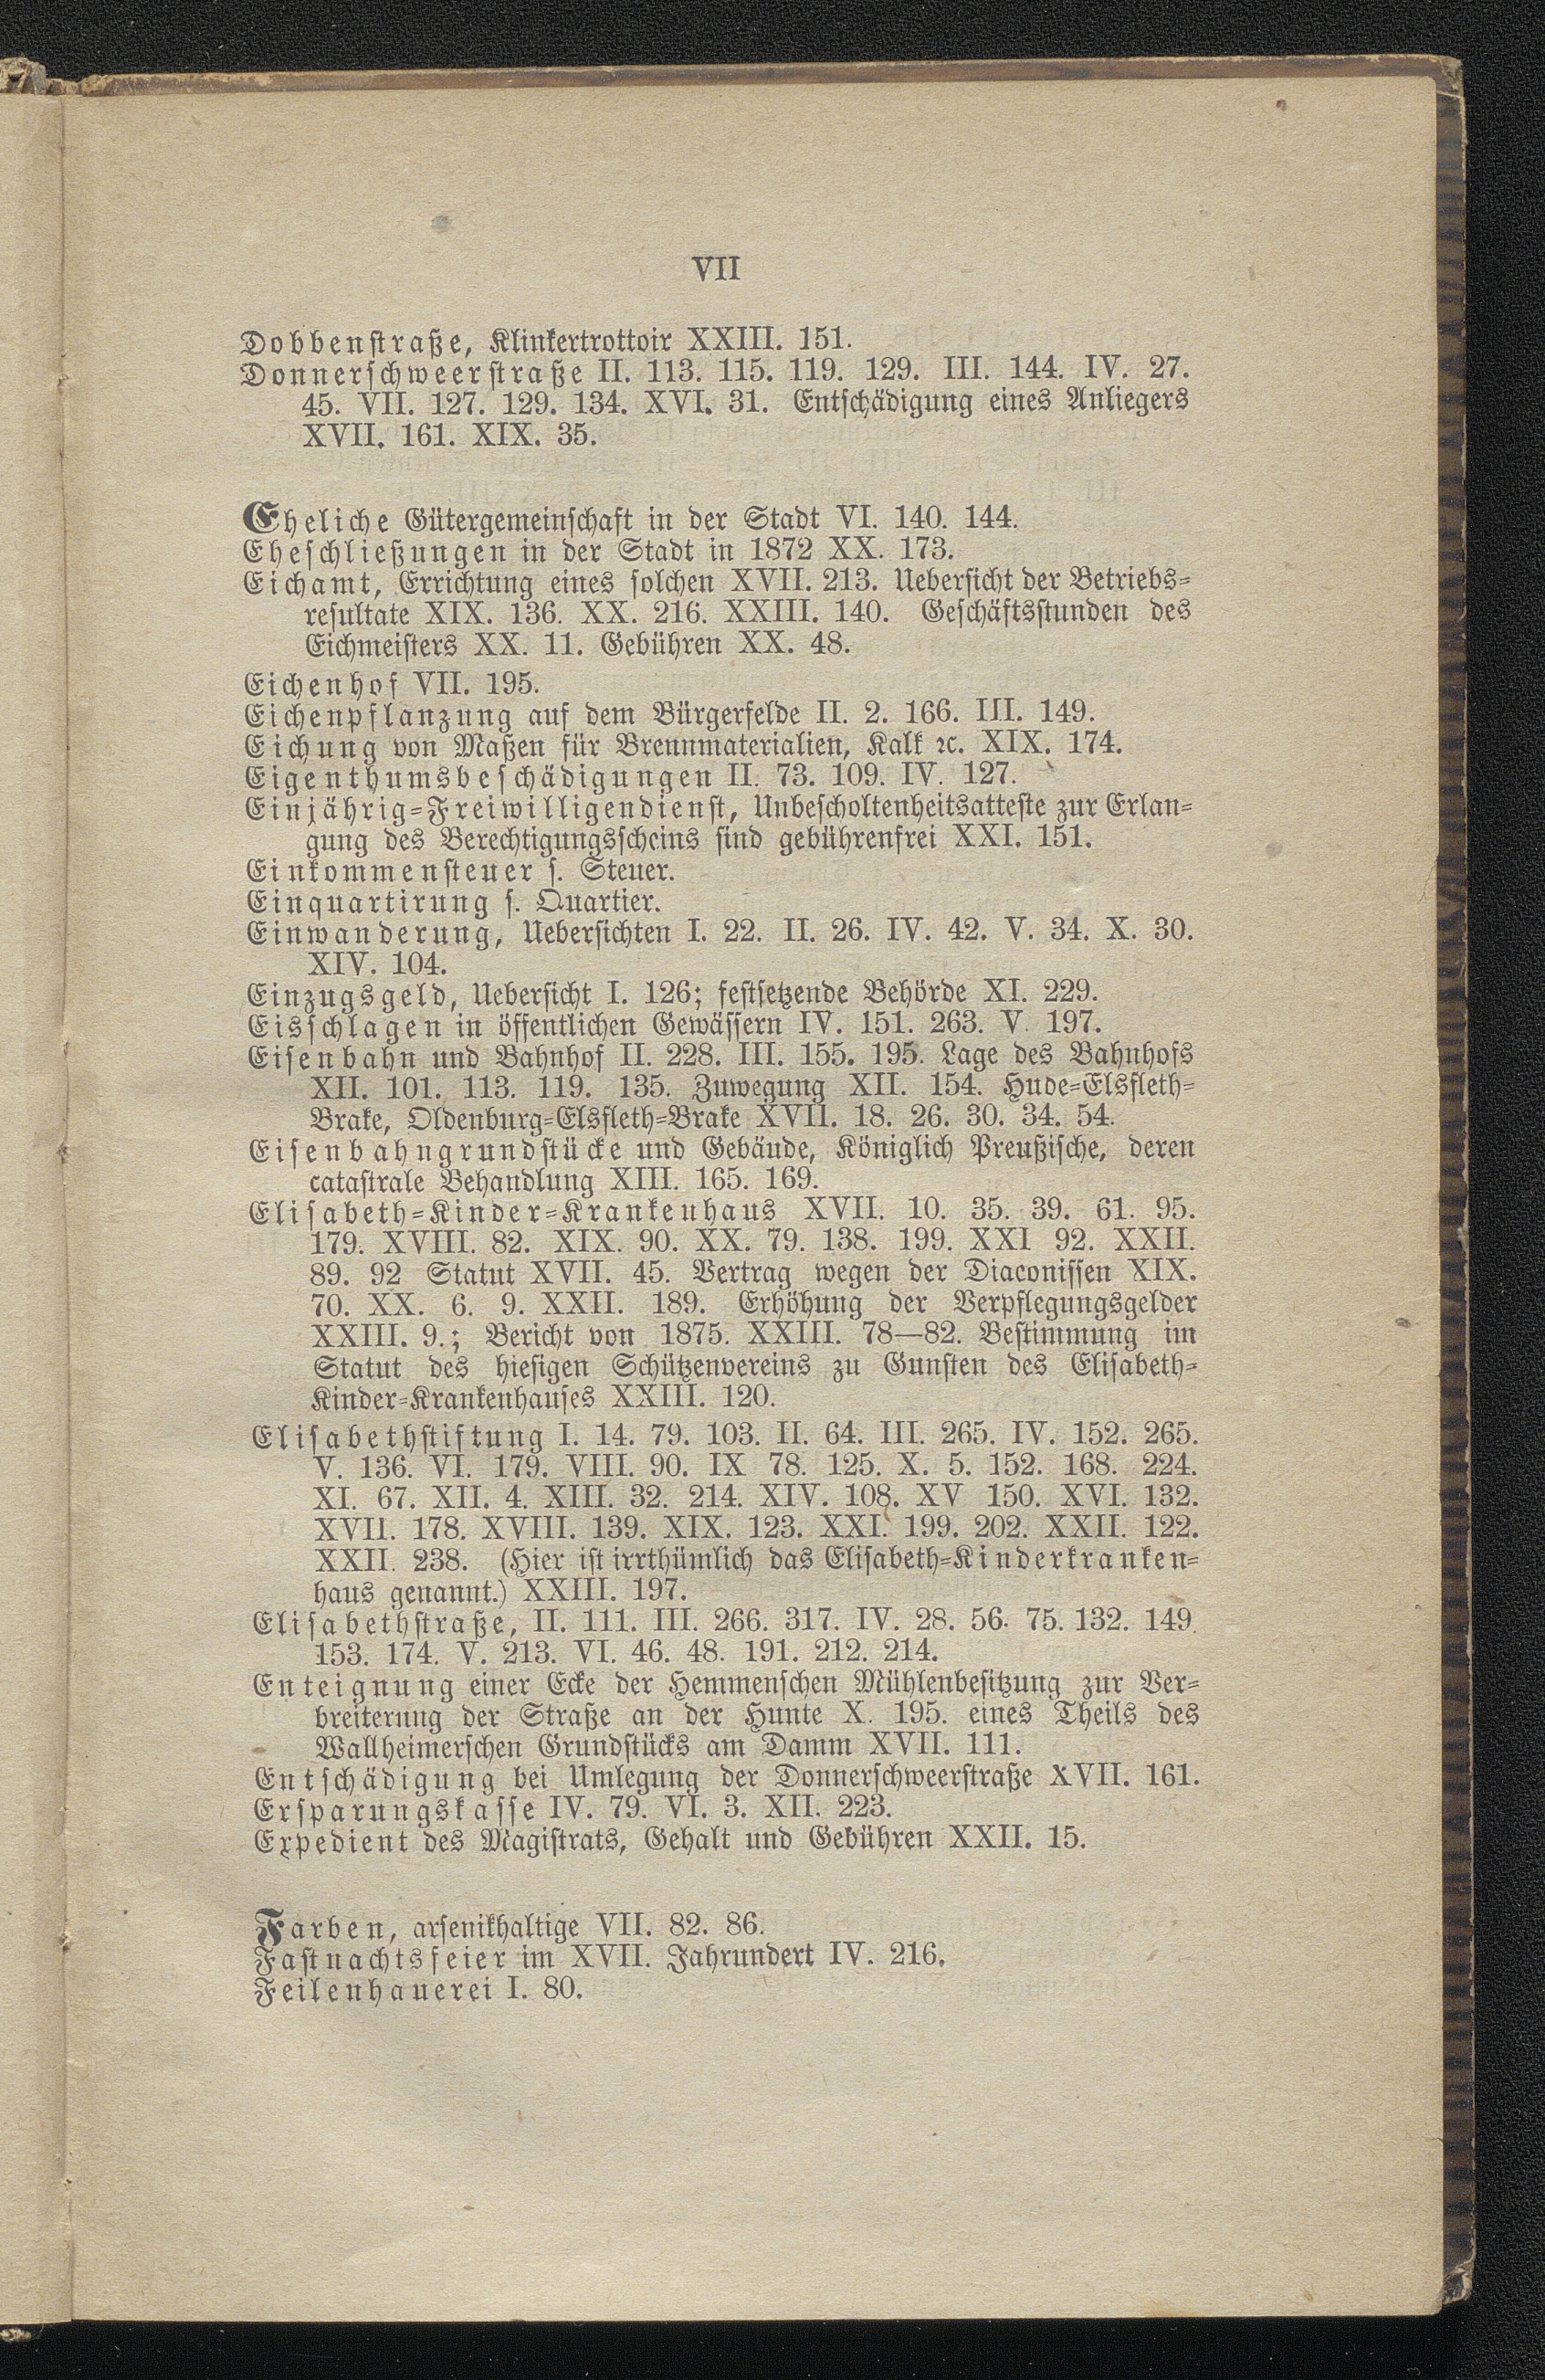 VII
Dobbenstraße, Klinkertrottoir XXIII. 151.
Donnerschweerstraße II. 113. 115. 119. 129. III. 144. IV. 27.
45. VII. 127. 129. 134. XVI. 31. Entschädigung eines Anliegers
XVII. 161. XIX. 35.
Eheliche Gütergemeinschaft in der Stadt VI. 140. 144.
Eheschließungen in der Stadt in 1872 XX. 173.
Eichamt, Errichtung eines solchen XVII. 213. Uebersicht der Betriebs-
resultate XIX. 136. XX. 216. XXIII. 140. Geschäftsstunden des
Eichmeisters XX. 11. Gebühren XX. 48.
Eichenhof VII. 195.
Eichenpflanzung auf dem Bürgerfelde II. 2. 166. III. 149.
Eichung von Maßen für Brennmaterialien, Kalk ꝛc. XIX. 174.
Eigenthumsbeschädigungen II. 73. 109. IV. 127.
Einjährig-Freiwilligendienst, Unbescholtenheitsatteste zur Erlan-
gung des Berechtigungsscheins sind gebührenfrei XXI. 151.
Einkommensteuer s. Steuer.
Einquartirung s. Quartier.
Einwanderung, Uebersichten I. 22. II. 26. IV. 42. V. 34. X. 30.
XIV. 104.
Einzugsgeld, Uebersicht I. 126; festsetzende Behörde XI. 229.
Eisschlagen in öffentlichen Gewässern IV. 151. 263. V. 197.
Eisenbahn und Bahnhof II. 228. III. 155. 195. Lage des Bahnhofs
XII. 101. 113. 119. 135. Zuwegung XII. 154. Hude-Elsfleth-
Brake, Oldenburg-Elsfleth-Brake XVII. 18. 26. 30. 34. 54.
Eisenbahngrundstücke und Gebäude, Königlich Preußische, deren
catastrale Behandlung XIII. 165. 169.
Elisabeth-Kinder-Krankenhaus XVII. 10. 35. 39. 61. 95.
179. XVIII. 82. XIX. 90. XX. 79. 138. 199. XXI 92. XXII.
89. 92 Statut XVII. 45. Vertrag wegen der Diaconissen XIX.
70. XX. 6. 9. XXII. 189. Erhöhung der Verpflegungsgelder
XXIII. 9.; Bericht von 1875. XXIII. 78—82. Bestimmung im
Statut des hiesigen Schützenvereins zu Gunsten des Elisabeth-
Kinder-Krankenhauses XXIII. 120.
Elisabethstiftung I. 14. 79. 103. II. 64. III. 265. IV. 152. 265.
V. 136. VI. 179. VIII. 90. IX 78. 125. X. 5. 152. 168. 224.
XI. 67. XII. 4. XIII. 32. 214. XIV. 108. XV 150. XVI. 132.
XVII. 178. XVIII. 139. XIX. 123. XXI. 199. 202. XXII. 122.
XXII. 238. (Hier ist irrthümlich das Elisabeth-Kinderkranken-
haus genannt.) XXIII. 197.
Elisabethstraße, II. 111. III. 266. 317. IV. 28. 56. 75. 132. 149.
153. 174. V. 213. VI. 46. 48. 191. 212. 214.
Enteignung einer Ecke der Hemmenschen Mühlenbesitzung zur Ver-
breiterung der Straße an der Hunte X. 195. eines Theils des
Wallheimerschen Grundstücks am Damm XVII. 111.
Entschädigung bei Umlegung der Donnerschweerstraße XVII. 161.
Ersparungskasse IV. 79. VI. 3. XII. 223.
Expedient des Magistrats, Gehalt und Gebühren XXII. 15.
Farben, arsenikhaltige VII. 82. 86.
Fastnachtsfeier im XVII. Jahrundert IV. 216.
Feilenhauerei I. 80.